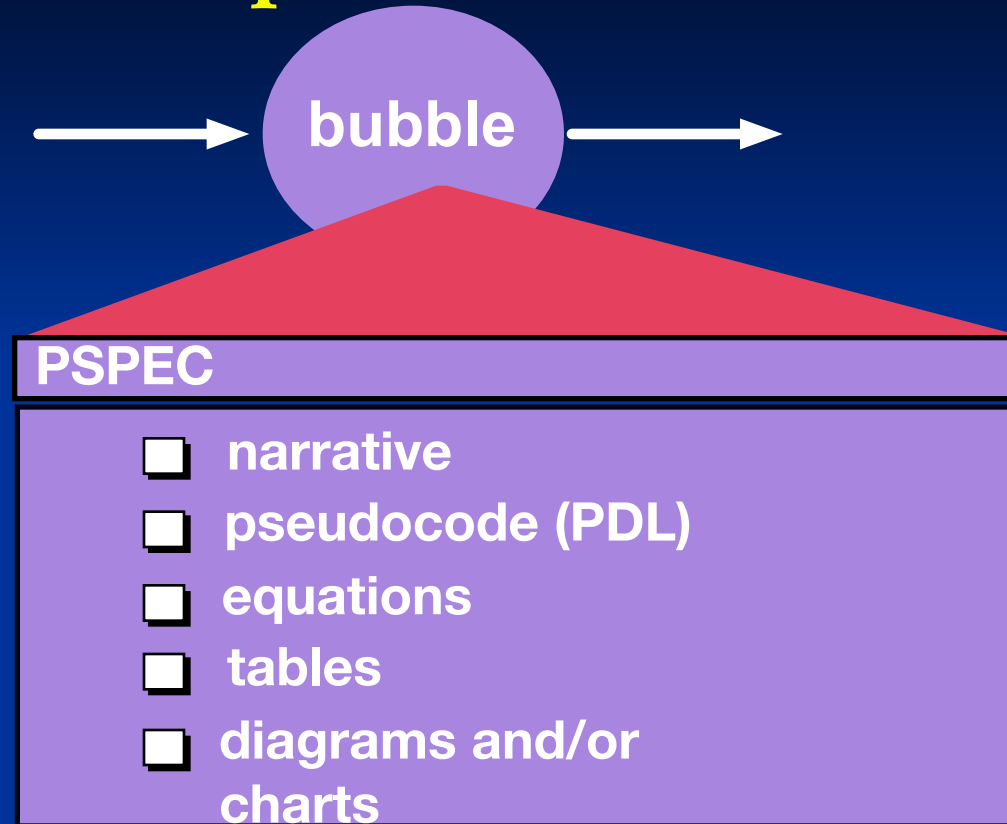 bubble
PSPEC
narrative
pseudocode (PDL)
equations
tables
diagrams and/or
charts